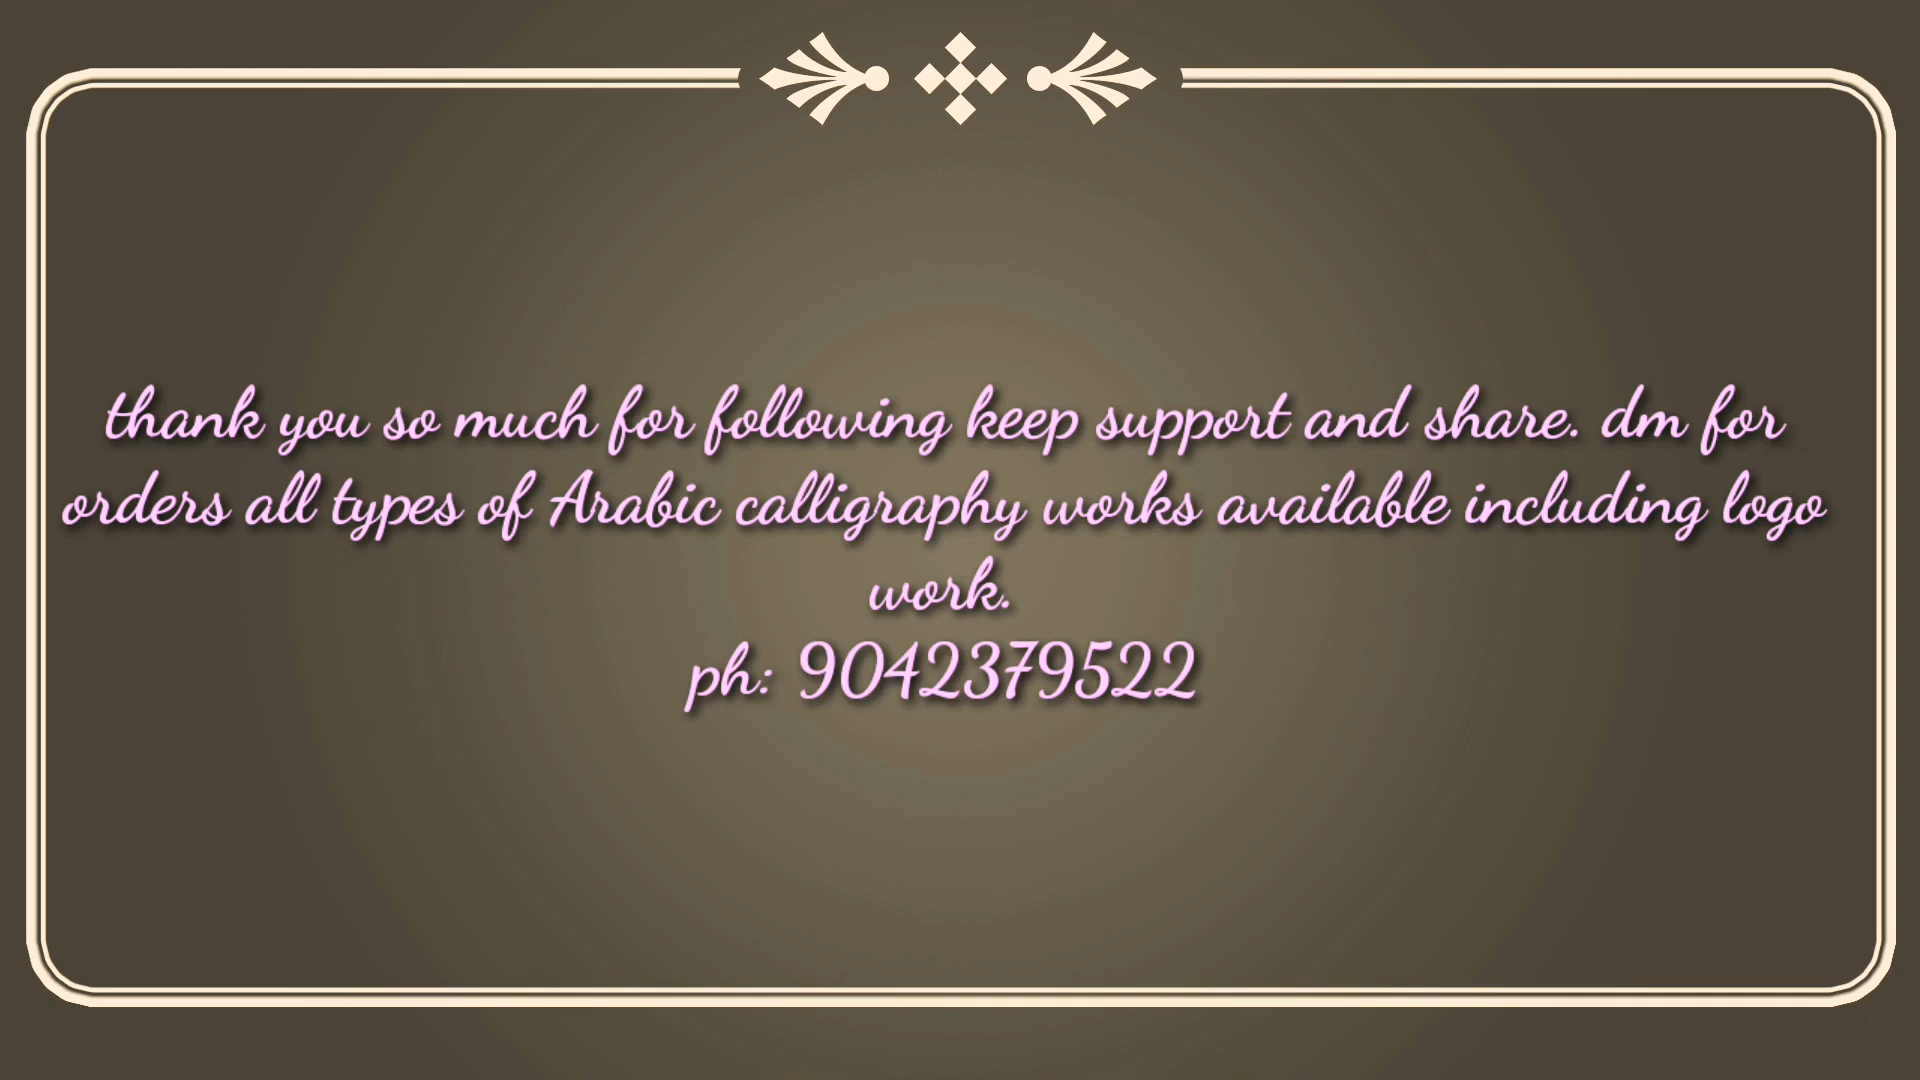 thank you so much for following keep support and share. dm for
orders all types of Arabic calligraphy works available including logo
work.
ph: 9042379522